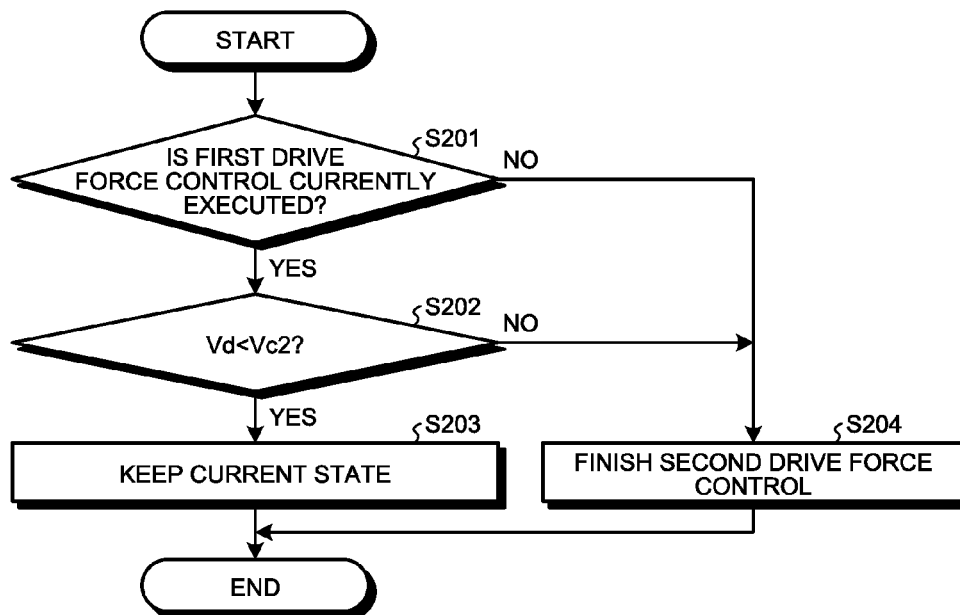 START
S201
IS FIRST DRIVE
FORCE CONTROL CURRENTLY
EXECUTED?
NO
YES
S202
Vd<Vc2?
NO
YES
S203
KEEP CURRENT STATE
S204
FINISH SECOND DRIVE FORCE
CONTROL
END